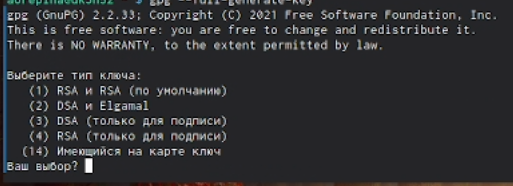 gpg --full-generate-key
gpg (GnuPG) 2.2.33; Copyright (C) 2021 Free Software Foundation, Inc.
This is free software: you are free to change and redistribute it.
There is NO WARRANTY, to the extent permitted by law.
Выберите тип ключа:
(1) RSA и RSA (по умолчанию)
(2) DSA и Elgamal
(3) DSA (только для подписи)
(4) RSA (только для подписи)
(14) Имеющийся на карте ключ
Ваш выбор?